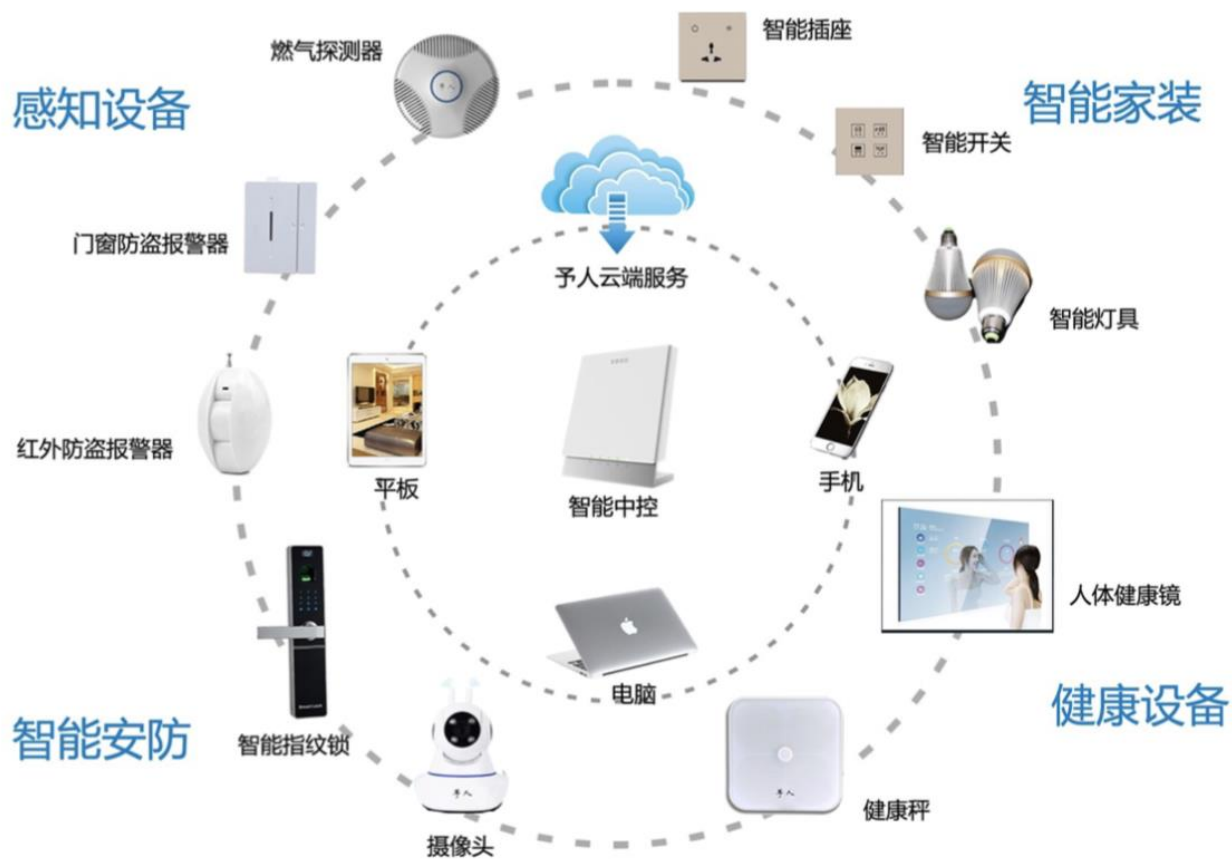 智能插座
燃气探测器
感知设备
智能家装
智能开关
门窗防盗报警器
予人云端服务
智能灯具
红外防盗报警器
平板
智能中控
手机
人体健康镜
电脑
智能安防
健康设备
智能指纹锁
予人
予人
健康秤
摄像头